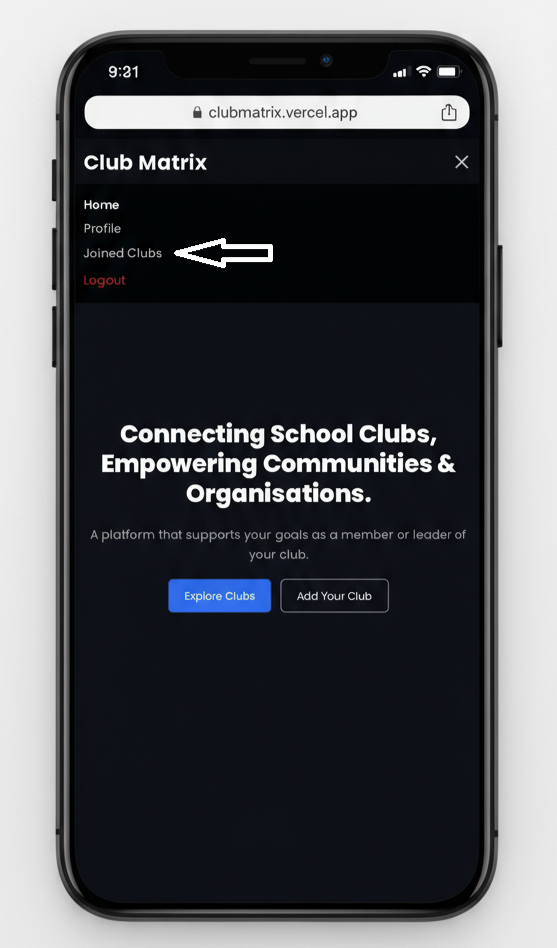 9:21
clubmatrix.vercel.app
Club Matrix
Home
Profile
Joined Clubs
Logout
Connecting School Clubs,
Empowering Communities &
Organisations.
A platform that supports your goals as a member or leader of
your club.
Explore Clubs
Add Your Club